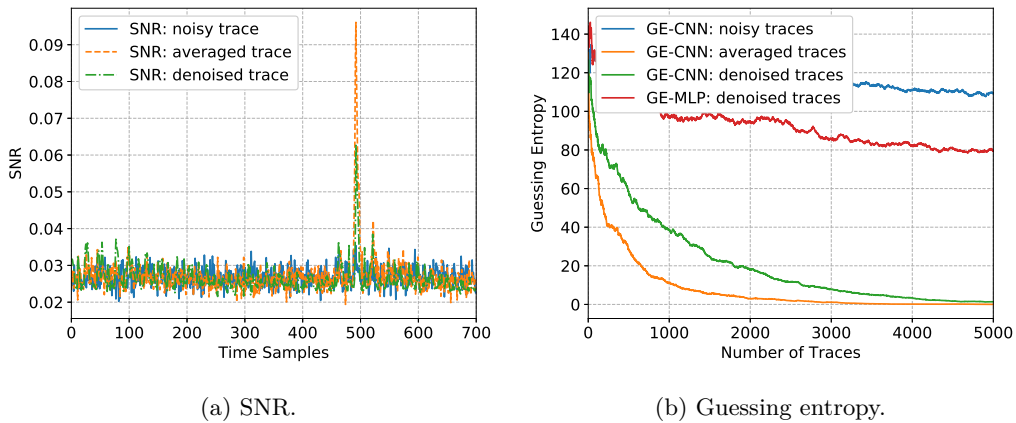 SNR: noisy trace
SNR: averaged trace
SNR: denoised trace
0.09
0.08
0.07
0.06
0.05
0.04
0.03
0.02
SNR
0
100
200
300
400
500
600
700
Time Samples
(a) SNR.
GE-CNN: noisy traces
GE-CNN: averaged traces
GE-CNN: denoised traces
GE-MLP: denoised traces
140
120
100
80
60
40
20
0
Guessing Entropy
0
1000
2000
3000
4000
5000
Number of Traces
(b) Guessing entropy.